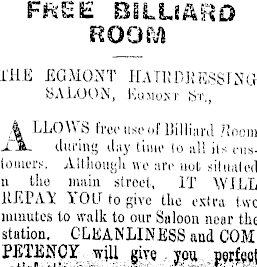 FREE BILLIARD
ROOM
THE EGMONT HAIRDRESSING
SALOON, EGMONT ST.,
ALLOWS free use of Billiard Room
during day time to all its cus-
tomers. Although we are not situated
n the main street, IT WILL
REPAY YOU to give the extra two
minutes to walk to our Saloon near the
station. CLEANLINESS and COM
PETENCY will give you perfect